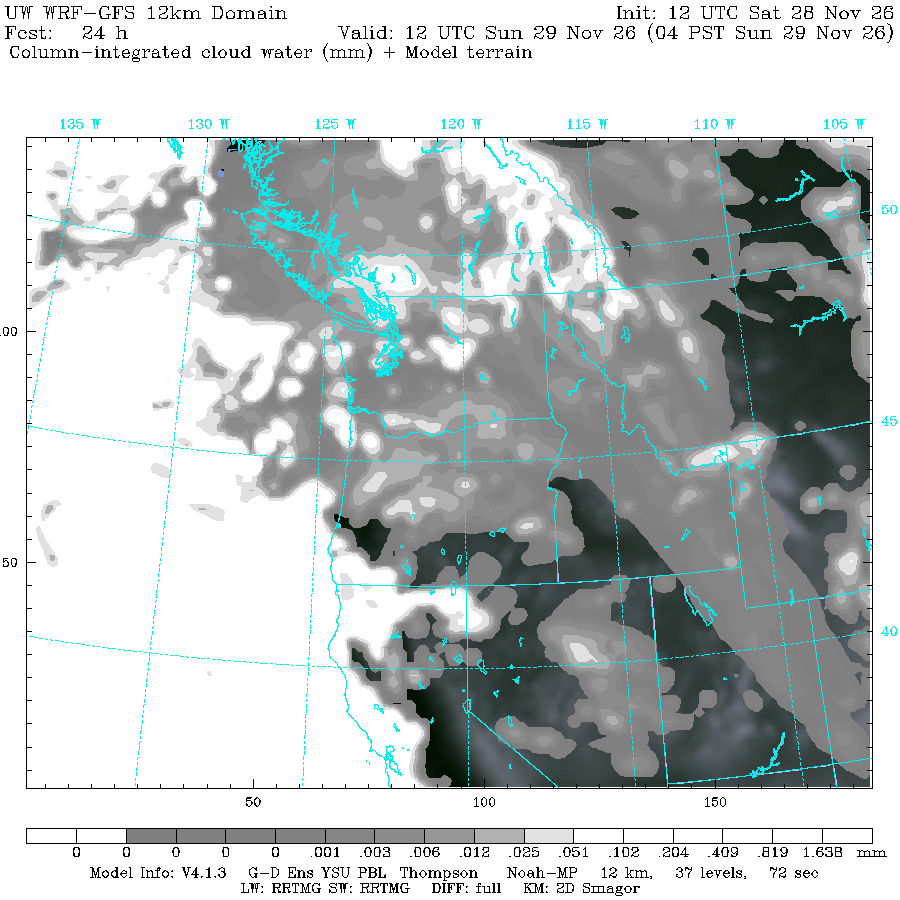 UW WRF-GFS 12km Domain Init: 12 UTC Sat 28 Nov 26
Fcst: 24 h Valid: 12 UTC Sun 29 Nov 26 (04 PST Sun 29 Nov 26)
Column-integrated cloud water (mm) + Model terrain
135 W 130 W 125 W 120 W 115 W 110 W 105 W
50
100
45
50
40
50 100 150
0 0 0 0 .001 .003 .006 .012 .025 .051 .102 .204 .409 .819 1.638 mm
Model Info: V4.1.3 G-D Ens YSU PBL Thompson Noah-MP 12 km, 37 levels, 72 sec
LW: RRTMG SW: RRTMG DIFF: full KM: 2D Smagor